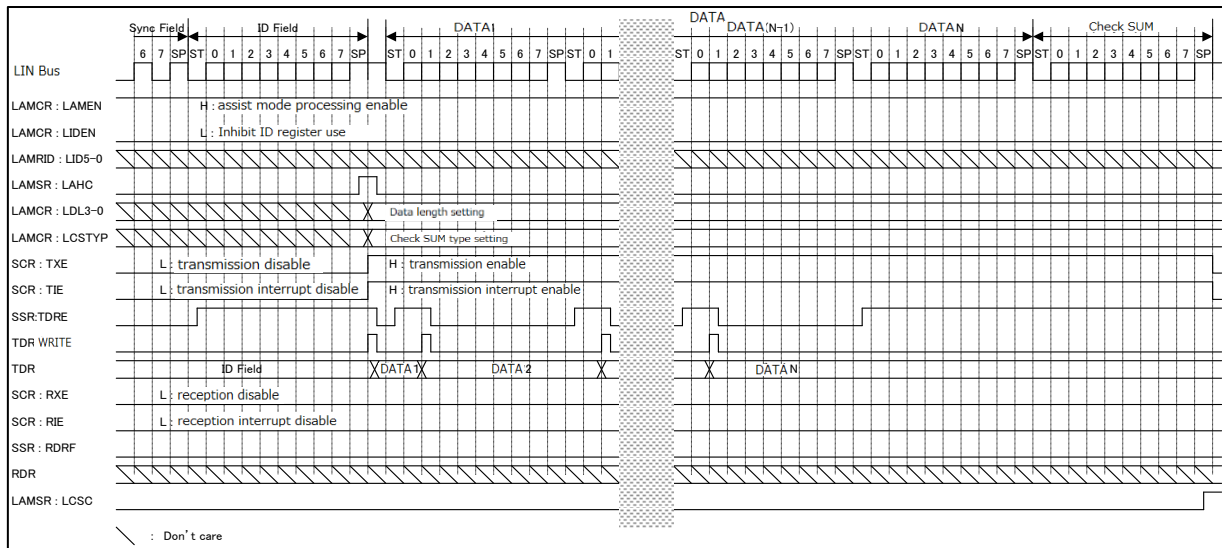 DATA
Sync Field ID Field DATA1 DATA(N-1) DATA N Check SUM
6 7 SP ST 0 1 2 3 4 5 6 7 SP ST 0 1 2 3 4 5 6 7 SP ST 0 1 ST 0 1 2 3 4 5 6 7 SP ST 0 1 2 3 4 5 6 7 SP ST 0 1 2 3 4 5 6 7 SP
LIN Bus
LAMCR : LAMEN H : assist mode processing enable
LAMCR : LIDEN L : Inhibit ID register use
LAMRID : LID5-0
LAMSR : LAHC
LAMCR : LDL3-0 Data length setting
LAMCR : LCSTYP Check SUM type setting
SCR : TXE L : transmission disable H : transmission enable
SCR : TIE L : transmission interrupt disable H : transmission interrupt enable
SSR:TDRE
TDR WRITE
TDR ID Field DATA 1 DATA 2 DATA N
SCR : RXE L : reception disable
SCR : RIE L : reception interrupt disable
SSR : RDRF
RDR
LAMSR : LCSC
: Don't care